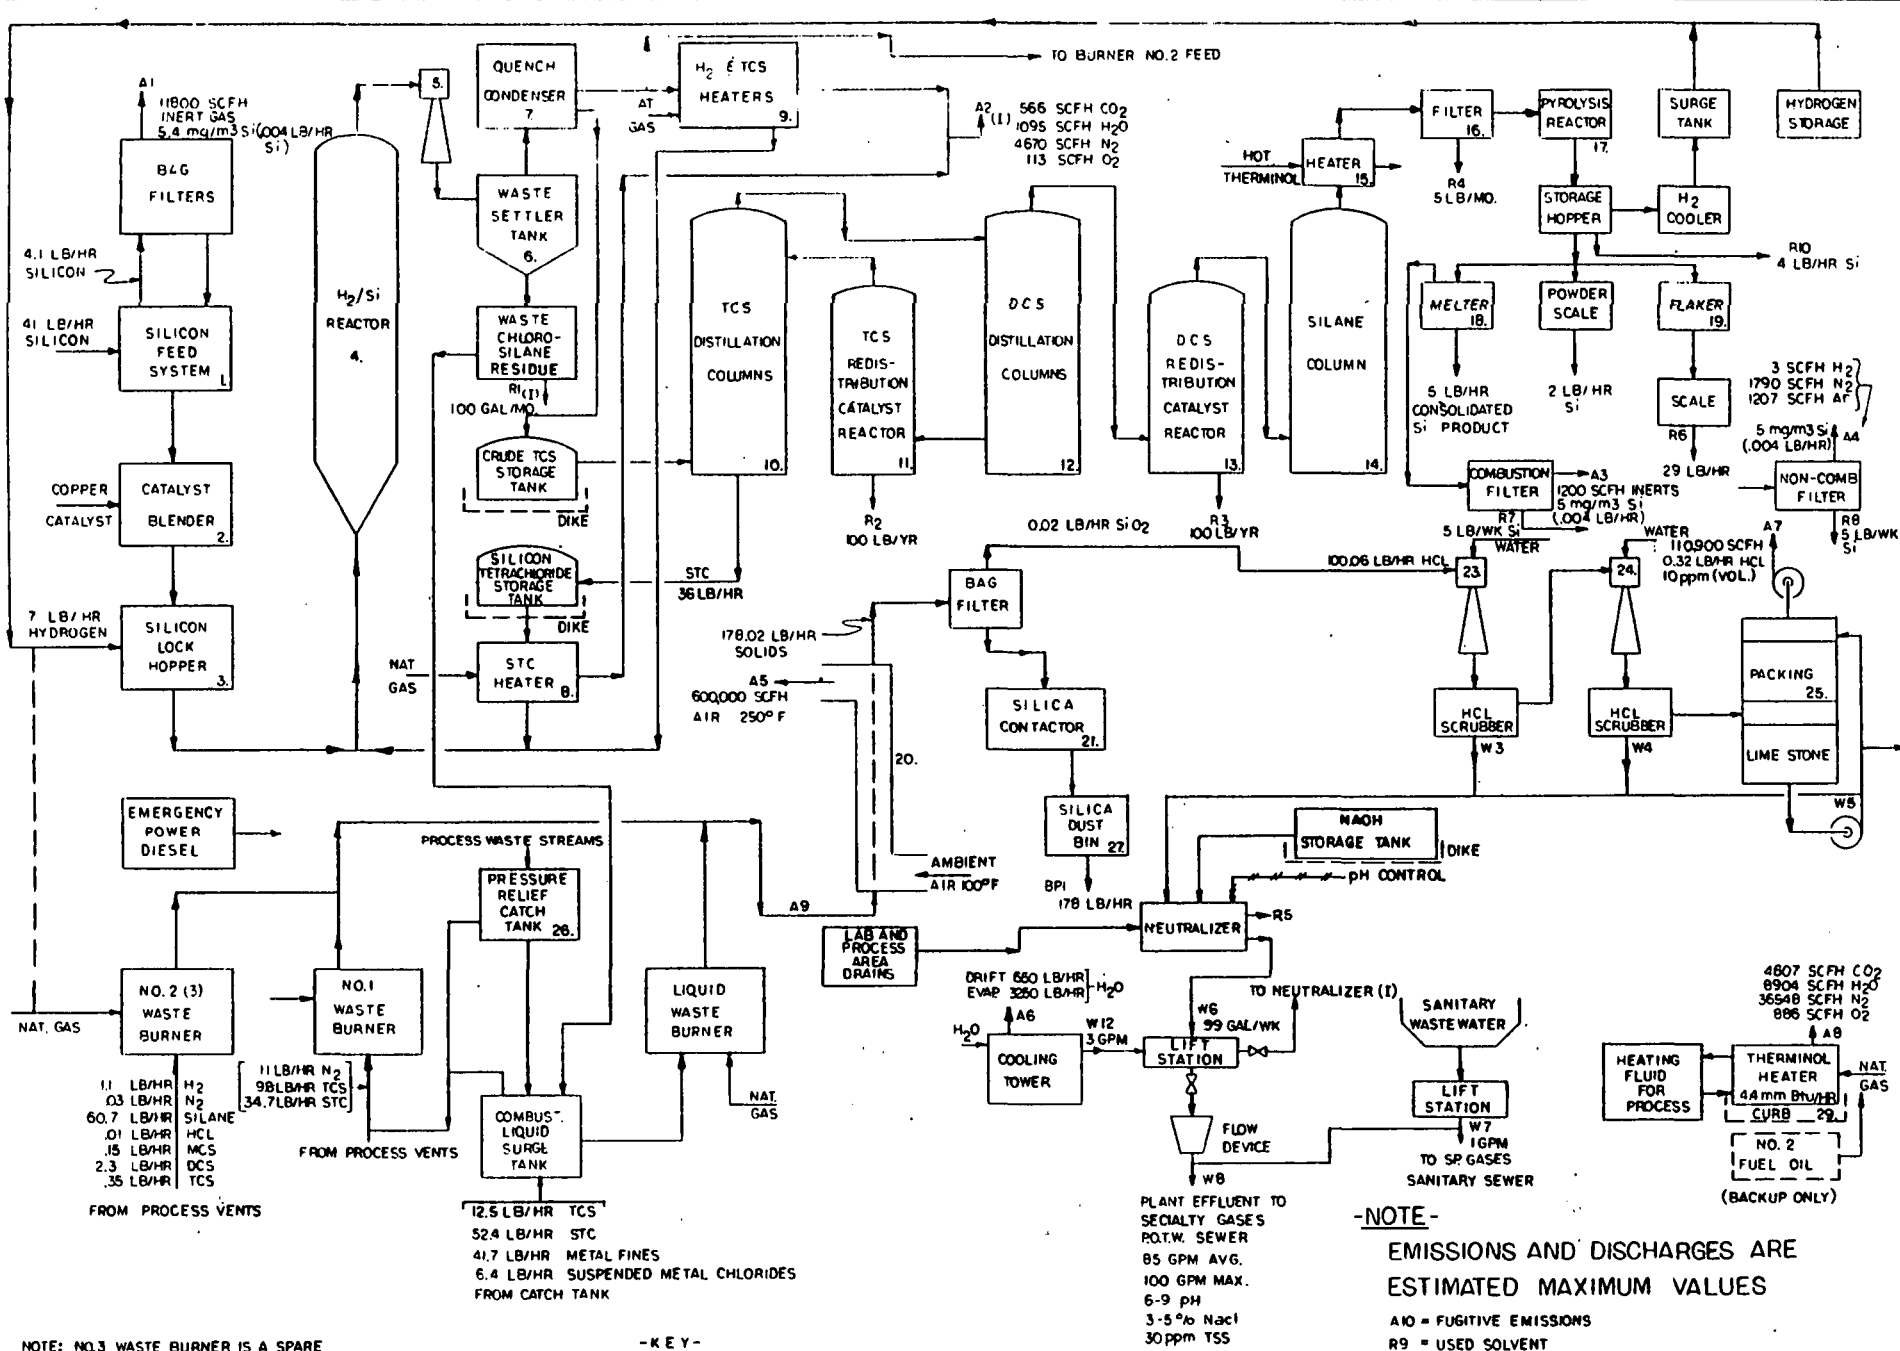 TO BURNER NO.2 FEED
A1
11800 SCFH
INERT GAS
5.4 mg/m3 Si(.004 LB/HR
Si)
BAG
FILTERS
4.1 LB/HR
SILICON
41 LB/HR
SILICON
SILICON
FEED
SYSTEM
1.
COPPER
CATALYST
CATALYST
BLENDER
2.
7 LB/HR
HYDROGEN
SILICON
LOCK
HOPPER
3.
H2/Si
REACTOR
4.
5.
QUENCH
CONDENSER
7.
WASTE
SETTLER
TANK
6.
WASTE
CHLORO-
SILANE
RESIDUE
R1(I)
100 GAL/MO.
CRUDE TCS
STORAGE
TANK
DIKE
SILICON
TETRACHLORIDE
STORAGE
TANK
DIKE
NAT
GAS
STC
HEATER
8.
AT
GAS
H2 & TCS
HEATERS
9.
A2
(I)
566 SCFH CO2
1095 SCFH H2O
4670 SCFH N2
113 SCFH O2
TCS
DISTILLATION
COLUMNS
10.
STC
36 LB/HR
TCS
REDIS-
TRIBUTION
CATALYST
REACTOR
11.
R2
100 LB/YR
DCS
DISTILLATION
COLUMNS
12.
DCS
REDIS-
TRIBUTION
CATALYST
REACTOR
13.
R3
100 LB/YR
SILANE
COLUMN
14.
HOT
THERMINOL
HEATER
15.
FILTER
16.
R4
5 LB/MO.
PYROLYSIS
REACTOR
17.
SURGE
TANK
HYDROGEN
STORAGE
STORAGE
HOPPER
H2
COOLER
R10
4 LB/HR Si
MELTER
18.
POWDER
SCALE
FLAKER
19.
5 LB/HR
CONSOLIDATED
Si PRODUCT
2 LB/HR
Si
SCALE
R6
29 LB/HR
3 SCFH H2
1790 SCFH N2
1207 SCFH Ar
5 mg/m3 Si
(.004 LB/HR)
A4
NON-COMB
FILTER
R8
5 LB/WK
Si
COMBUSTION
FILTER
A3
1200 SCFH INERTS
5 mg/m3 Si
(.004 LB/HR)
R7
5 LB/WK Si
WATER
WATER
0.02 LB/HR SiO2
100.06 LB/HR HCL
23.
24.
A7
110,900 SCFH
0.32 LB/HR HCL
10 ppm (VOL.)
BAG
FILTER
178.02 LB/HR
SOLIDS
A5
600,000 SCFH
AIR 250° F
20.
SILICA
CONTACTOR
21.
HCL
SCRUBBER
HCL
SCRUBBER
W3
W4
PACKING
25.
LIME STONE
W5
SILICA
DUST
BIN
27.
BP1
178 LB/HR
AMBIENT
AIR 100°F
A9
NAOH
STORAGE TANK
DIKE
pH CONTROL
NEUTRALIZER
R5
LAB AND
PROCESS
AREA
DRAINS
EMERGENCY
POWER
DIESEL
PROCESS WASTE STREAMS
PRESSURE
RELIEF
CATCH
TANK
26.
NAT. GAS
NO. 2 (3)
WASTE
BURNER
NO.1
WASTE
BURNER
LIQUID
WASTE
BURNER
NAT.
GAS
1.1 LB/HR H2
.03 LB/HR N2
60.7 LB/HR SILANE
.01 LB/HR HCL
.15 LB/HR MCS
2.3 LB/HR DCS
.35 LB/HR TCS
FROM PROCESS VENTS
11 LB/HR N2
98 LB/HR TCS
34.7 LB/HR STC
FROM PROCESS VENTS
COMBUST.
LIQUID
SURGE
TANK
12.5 LB/HR TCS
52.4 LB/HR STC
41.7 LB/HR METAL FINES
6.4 LB/HR SUSPENDED METAL CHLORIDES
FROM CATCH TANK
DRIFT 650 LB/HR
EVAP. 3250 LB/HR
H2O
A6
H2O
COOLING
TOWER
W12
3 GPM
W6
99 GAL/WK
LIFT
STATION
TO NEUTRALIZER (I)
FLOW
DEVICE
W8
PLANT EFFLUENT TO
SPECIALTY GASES
P.O.T.W. SEWER
85 GPM AVG.
100 GPM MAX.
6-9 pH
3-5% Nacl
30ppm TSS
SANITARY
WASTEWATER
LIFT
STATION
W7
1 GPM
TO SP. GASES
SANITARY SEWER
4607 SCFH CO2
8904 SCFH H2O
36548 SCFH N2
886 SCFH O2
A8
HEATING
FLUID
FOR
PROCESS
THERMINOL
HEATER
4.4 mm Btu/HR
CURB 29.
NAT.
GAS
NO. 2
FUEL OIL
(BACKUP ONLY)
-NOTE-
EMISSIONS AND DISCHARGES ARE
ESTIMATED MAXIMUM VALUES
A10 = FUGITIVE EMISSIONS
R9 = USED SOLVENT
NOTE: NO.3 WASTE BURNER IS A SPARE
-KEY-